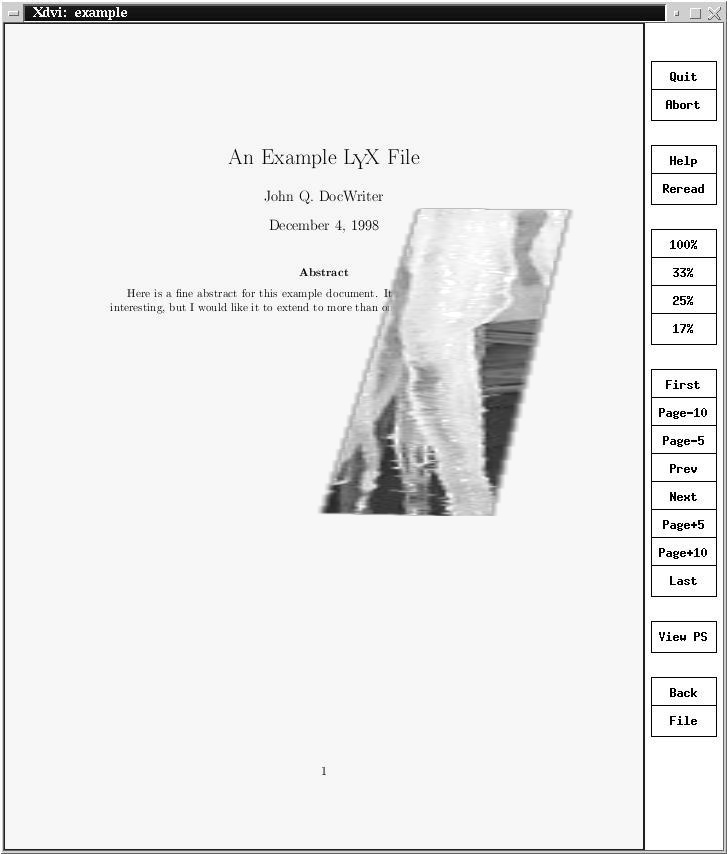 Xdvi: example
An Example LYX File
John Q. DocWriter
December 4, 1998
Abstract
Here is a fine abstract for this example document. It
interesting, but I would like it to extend to more than
1
Quit
Abort
Help
Reread
100%
33%
25%
17%
First
Page-10
Page-5
Prev
Next
Page+5
Page+10
Last
View PS
Back
File